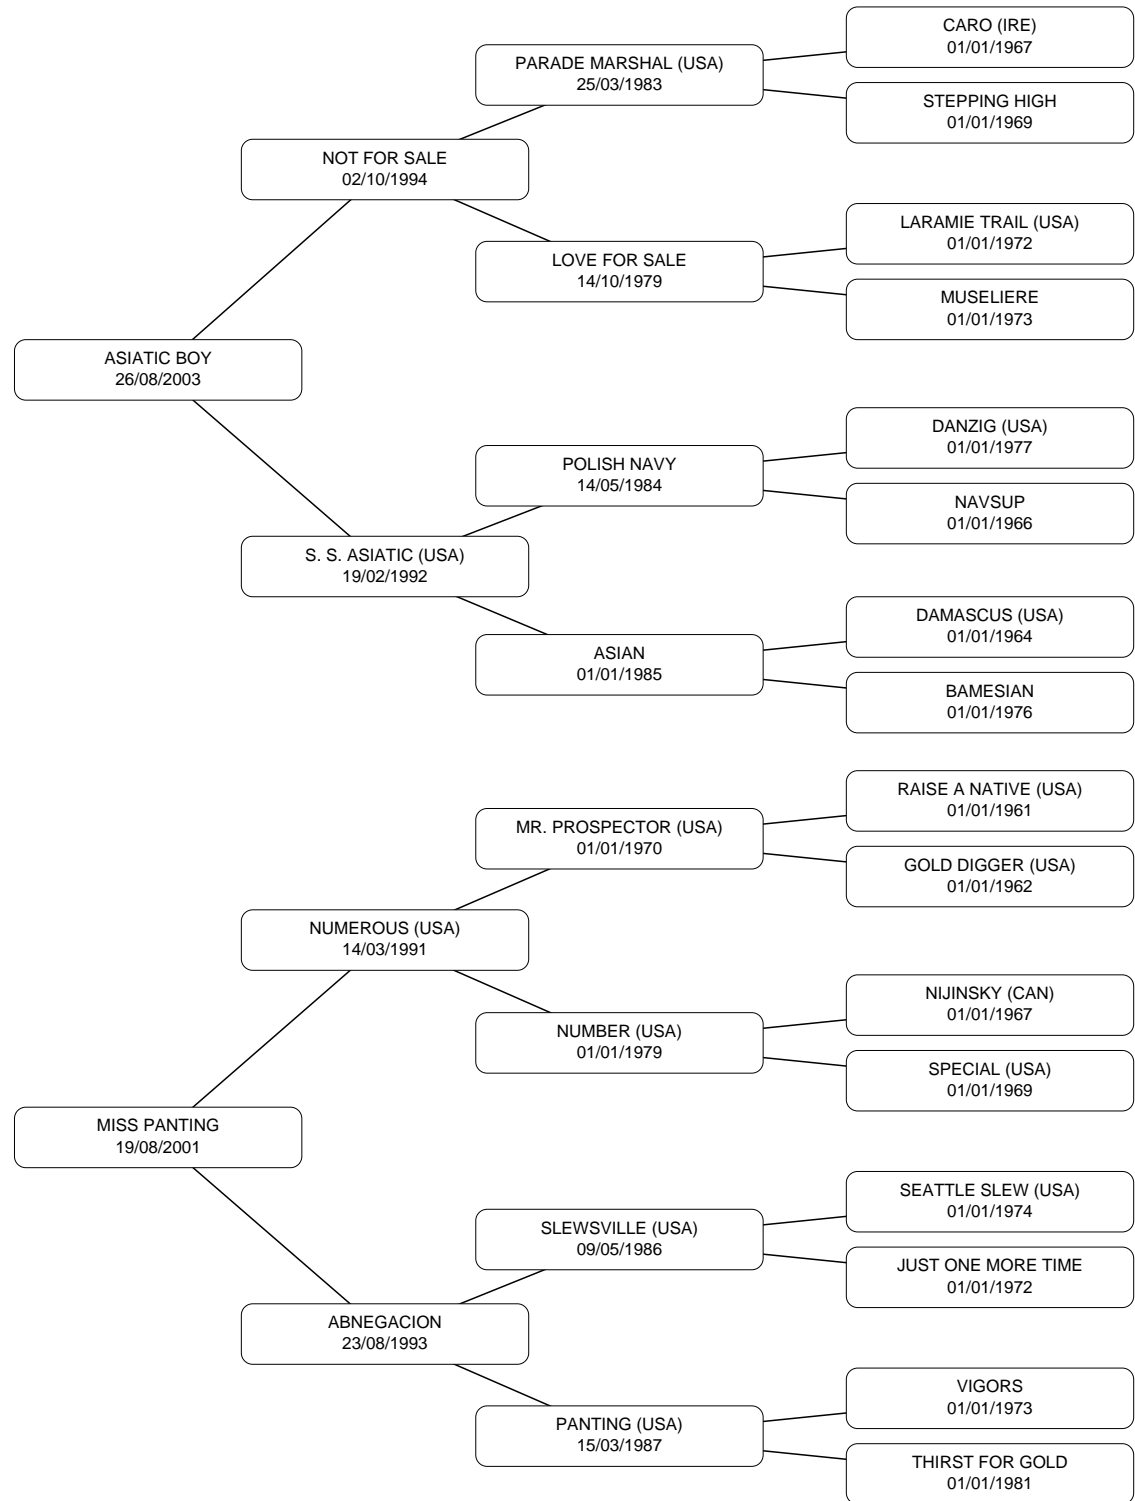 CARO (IRE)
01/01/1967
PARADE MARSHAL (USA)
25/03/1983
STEPPING HIGH
01/01/1969
NOT FOR SALE
02/10/1994
LARAMIE TRAIL (USA)
01/01/1972
LOVE FOR SALE
14/10/1979
MUSELIERE
01/01/1973
ASIATIC BOY
26/08/2003
DANZIG (USA)
01/01/1977
POLISH NAVY
14/05/1984
NAVSUP
01/01/1966
S. S. ASIATIC (USA)
19/02/1992
DAMASCUS (USA)
01/01/1964
ASIAN
01/01/1985
BAMESIAN
01/01/1976
RAISE A NATIVE (USA)
01/01/1961
MR. PROSPECTOR (USA)
01/01/1970
GOLD DIGGER (USA)
01/01/1962
NUMEROUS (USA)
14/03/1991
NIJINSKY (CAN)
01/01/1967
NUMBER (USA)
01/01/1979
SPECIAL (USA)
01/01/1969
MISS PANTING
19/08/2001
SEATTLE SLEW (USA)
01/01/1974
SLEWSVILLE (USA)
09/05/1986
JUST ONE MORE TIME
01/01/1972
ABNEGACION
23/08/1993
VIGORS
01/01/1973
PANTING (USA)
15/03/1987
THIRST FOR GOLD
01/01/1981